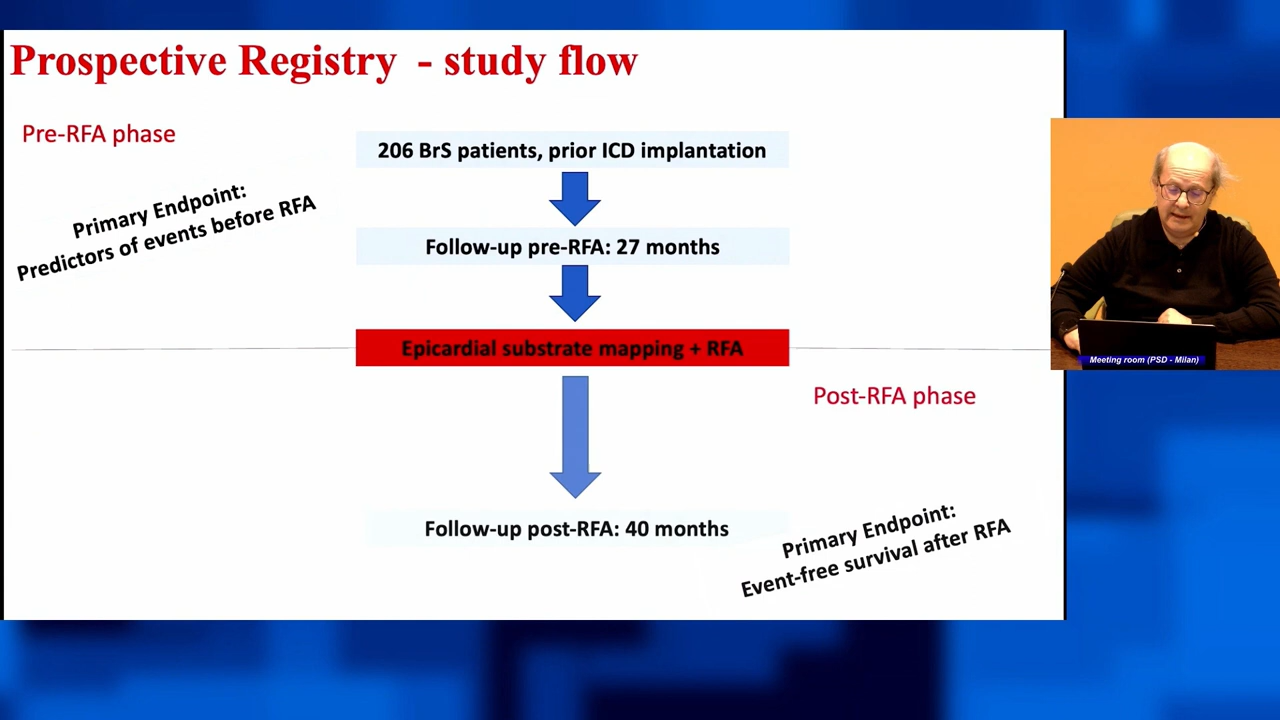 Prospective Registry - study flow
Pre-RFA phase
206 BrS patients, prior ICD implantation
Primary Endpoint:
Predictors of events before RFA
Follow-up pre-RFA: 27 months
Epicardial substrate mapping + RFA
Post-RFA phase
Follow-up post-RFA: 40 months
Primary Endpoint:
Event-free survival after RFA
Meeting room (PSD - Milan)